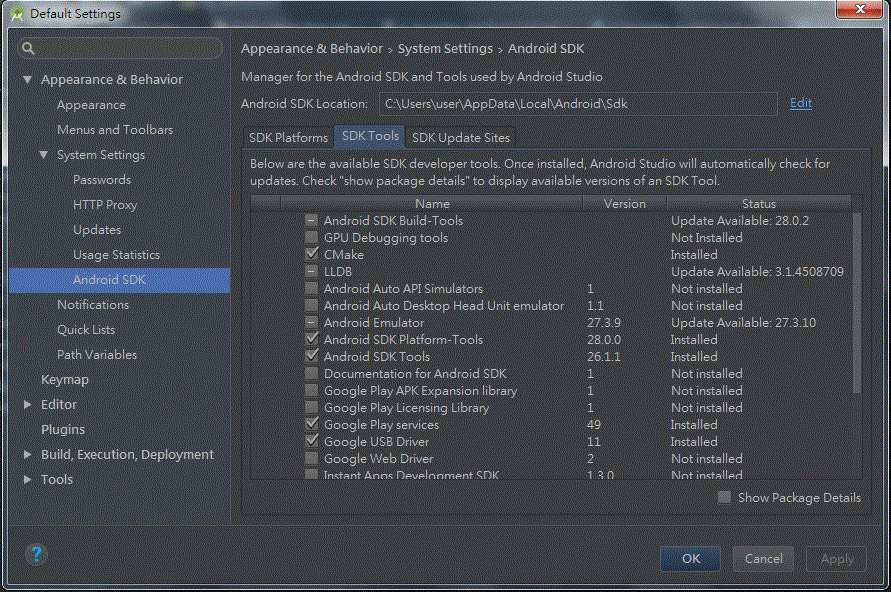 Default Settings
Appearance & Behavior
Appearance
Menus and Toolbars
System Settings
Passwords
HTTP Proxy
Updates
Usage Statistics
Android SDK
Notifications
Quick Lists
Path Variables
Keymap
Editor
Plugins
Build, Execution, Deployment
Tools
Appearance & Behavior › System Settings › Android SDK
Manager for the Android SDK and Tools used by Android Studio
Android SDK Location: C:\Users\user\AppData\Local\Android\Sdk Edit
SDK Platforms SDK Tools SDK Update Sites
Below are the available SDK developer tools. Once installed, Android Studio will automatically check for
updates. Check "show package details" to display available versions of an SDK Tool.
Name Version Status
Android SDK Build-Tools Update Available: 28.0.2
GPU Debugging tools Not Installed
CMake Installed
LLDB Update Available: 3.1.4508709
Android Auto API Simulators 1 Not installed
Android Auto Desktop Head Unit emulator 1.1 Not installed
Android Emulator 27.3.9 Update Available: 27.3.10
Android SDK Platform-Tools 28.0.0 Installed
Android SDK Tools 26.1.1 Installed
Documentation for Android SDK 1 Not installed
Google Play APK Expansion library 1 Not installed
Google Play Licensing Library 1 Not installed
Google Play services 49 Installed
Google USB Driver 11 Installed
Google Web Driver 2 Not installed
Instant Apps Development SDK 1.3.0 Not installed
Show Package Details
? OK Cancel Apply